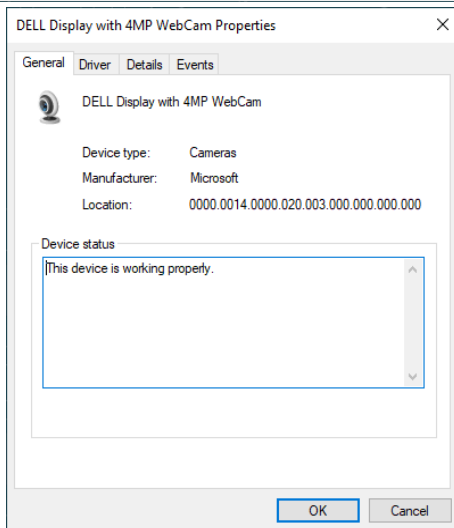 DELL Display with 4MP WebCam Properties
General Driver Details Events
DELL Display with 4MP WebCam
Device type: Cameras
Manufacturer: Microsoft
Location: 0000.0014.0000.020.003.000.000.000.000
Device status
This device is working properly.
OK Cancel